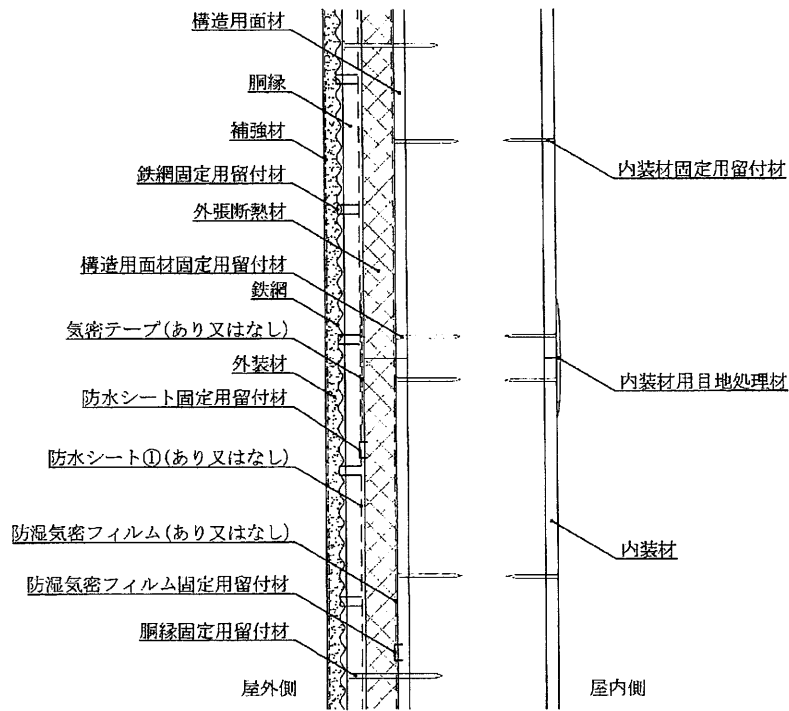 構造用面材
胴縁
補強材
鉄網固定用留付材
外張断熱材
構造用面材固定用留付材
鉄網
気密テープ(あり又はなし)
外装材
防水シート固定用留付材
防水シート①(あり又はなし)
防湿気密フィルム(あり又はなし)
防湿気密フィルム固定用留付材
胴縁固定用留付材
屋外側
内装材固定用留付材
内装材用目地処理材
内装材
屋内側